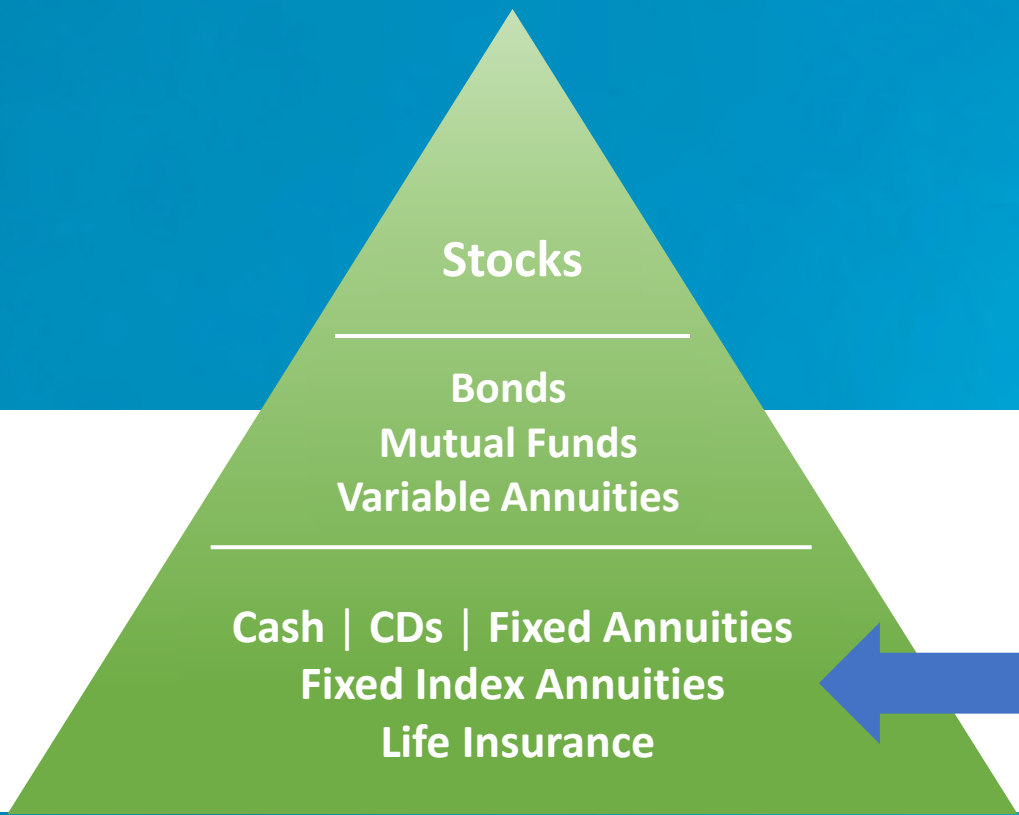 Stocks
Bonds
Mutual Funds
Variable Annuities
Cash | CDs | Fixed Annuities
Fixed Index Annuities
Life Insurance